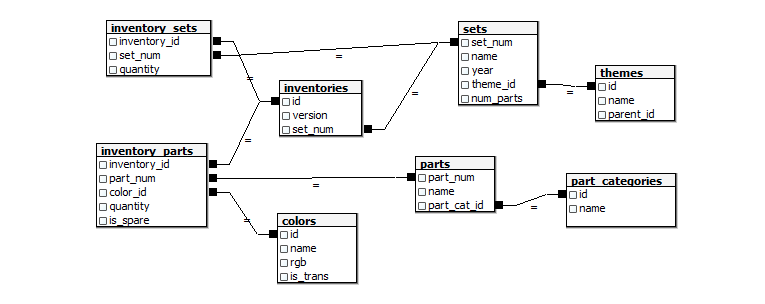 inventory_sets
inventory_id
set_num
quantity
sets
set_num
name
year
theme_id
num_parts
themes
id
name
parent_id
inventories
id
version
set_num
inventory_parts
inventory_id
part_num
color_id
quantity
is_spare
parts
part_num
name
part_cat_id
part_categories
id
name
colors
id
name
rgb
is_trans
=
=
=
=
=
=
=
=